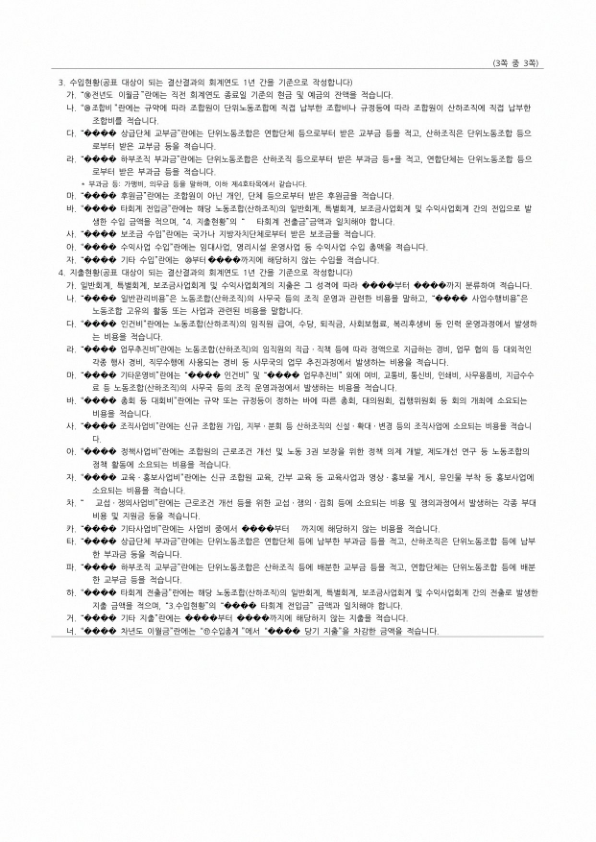 (3쪽 중 3쪽)
3. 수입현황(공표 대상이 되는 결산결과의 회계연도 1년 간을 기준으로 작성합니다)
가. "⑨전년도 이월금"란에는 직전 회계연도 종료일 기준의 현금 및 예금의 잔액을 적습니다.
나. "⑩조합비"란에는 규약에 따라 조합원이 단위노동조합에 직접 납부한 조합비나 규정등에 따라 조합원이 산하조직에 직접 납부한
조합비를 적습니다.
다. "���� 상급단체 교부금"란에는 단위노동조합은 연합단체 등으로부터 받은 교부금 등을 적고, 산하조직은 단위노동조합 등으
로부터 받은 교부금 등을 적습니다.
라. "���� 하부조직 부과금"란에는 단위노동조합은 산하조직 등으로부터 받은 부과금 등*을 적고, 연합단체는 단위노동조합 등으
로부터 받은 부과금 등을 적습니다.
* 부과금 등: 가맹비, 의무금 등을 말하며, 이하 제4호타목에서 같습니다.
마. "���� 후원금"란에는 조합원이 아닌 개인, 단체 등으로부터 받은 후원금을 적습니다.
바. "���� 타회계 전입금"란에는 해당 노동조합(산하조직)의 일반회계, 특별회계, 보조금사업회계 및 수익사업회계 간의 전입으로 발
생한 수입 금액을 적으며, "4. 지출현황"의 " 타회계 전출금"금액과 일치해야 합니다.
사. "���� 보조금 수입"란에는 국가나 지방자치단체로부터 받은 보조금을 적습니다.
아. "���� 수익사업 수입"란에는 임대사업, 명리시설 운영사업 등 수익사업 수입 총액을 적습니다.
자. "���� 기타 수입"란에는 ⑩부터 ����까지에 해당하지 않는 수입을 적습니다.
4. 지출현황(공표 대상이 되는 결산결과의 회계연도 1년 간을 기준으로 작성합니다)
가. 일반회계, 특별회계, 보조금사업회계 및 수익사업회계의 지출은 그 성격에 따라 ����부터 ����까지 분류하여 적습니다.
나. "���� 일반관리비용"은 노동조합(산하조직)의 사무국 등의 조직 운영과 관련한 비용을 말하고, "���� 사업수행비용"은
노동조합 고유의 활동 또는 사업과 관련된 비용을 말합니다.
다. "���� 인건비"란에는 노동조합(산하조직)의 임직원 급여, 수당, 퇴직금, 사회보험료, 복리후생비 등 인력 운영과정에서 발생하
는 비용을 적습니다.
라. "���� 업무추진비"란에는 노동조합(산하조직)의 임직원의 직급ㆍ직책 등에 따라 정액으로 지급하는 경비, 업무 협의 등 대외적인
각종 행사 경비, 직무수행에 사용되는 경비 등 사무국의 업무 추진과정에서 발생하는 비용을 적습니다.
마. "����기타운영비"란에는 "���� 인건비" 및 "���� 업무추진비" 외에 여비, 교통비, 통신비, 인쇄비, 사무용품비, 지급수수
료 등 노동조합(산하조직)의 사무국 등의 조직 운영과정에서 발생하는 비용을 적습니다.
바. "���� 총회 등 대회비"란에는 규약 또는 규정등이 정하는 바에 따른 총회, 대의원회, 집행위원회 등 회의 개최에 소요되는
비용을 적습니다.
사. "���� 조직사업비"란에는 신규 조합원 가입, 지부ㆍ분회 등 산하조직의 신설ㆍ확대ㆍ변경 등의 조직사업에 소요되는 비용을 적습니
다.
아. "���� 정책사업비"란에는 조합원의 근로조건 개선 및 노동 3권 보장을 위한 정책 의제 개발, 제도개선 연구 등 노동조합의
정책 활동에 소요되는 비용을 적습니다.
자. "���� 교육ㆍ홍보사업비"란에는 신규 조합원 교육, 간부 교육 등 교육사업과 영상ㆍ홍보물 게시, 유인물 부착 등 홍보사업에
소요되는 비용을 적습니다.
차. " 교섭ㆍ쟁의사업비"란에는 근로조건 개선 등을 위한 교섭ㆍ쟁의ㆍ집회 등에 소요되는 비용 및 쟁의과정에서 발생하는 각종 부대
비용 및 지원금 등을 적습니다.
카. "���� 기타사업비"란에는 사업비 중에서 ����부터 까지에 해당하지 않는 비용을 적습니다.
타. "���� 상급단체 부과금"란에는 단위노동조합은 연합단체 등에 납부한 부과금 등을 적고, 산하조직은 단위노동조합 등에 납부
한 부과금 등을 적습니다.
파. "���� 하부조직 교부금"란에는 단위노동조합은 산하조직 등에 배분한 교부금 등을 적고, 연합단체는 단위노동조합 등에 배분
한 교부금 등을 적습니다.
하. "���� 타회계 전출금"란에는 해당 노동조합(산하조직)의 일반회계, 특별회계, 보조금사업회계 및 수익사업회계 간의 전출로 발생한
지출 금액을 적으며, "3.수입현황"의 "���� 타회계 전입금" 금액과 일치해야 합니다.
거. "���� 기타 지출"란에는 ����부터 ����까지에 해당하지 않는 지출을 적습니다.
너. "���� 차년도 이월금"란에는 "⑰수입총계"에서 "���� 당기 지출"을 차감한 금액을 적습니다.